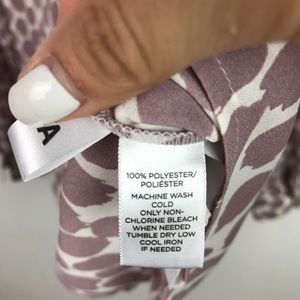 A
100% POLYESTER/
POLIÉSTER
MACHINE WASH
COLD
ONLY NON-
CHLORINE BLEACH
WHEN NEEDED
TUMBLE DRY LOW
COOL IRON
IF NEEDED